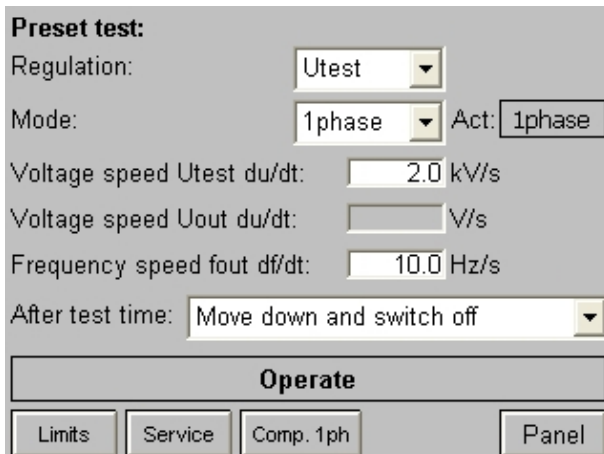 Preset test:
Regulation: Utest
Mode: 1phase Act: 1phase
Voltage speed Utest du/dt: 2.0 kV/s
Voltage speed Uout du/dt: V/s
Frequency speed fout df/dt: 10.0 Hz/s
After test time: Move down and switch off
Operate
Limits Service Comp. 1ph Panel